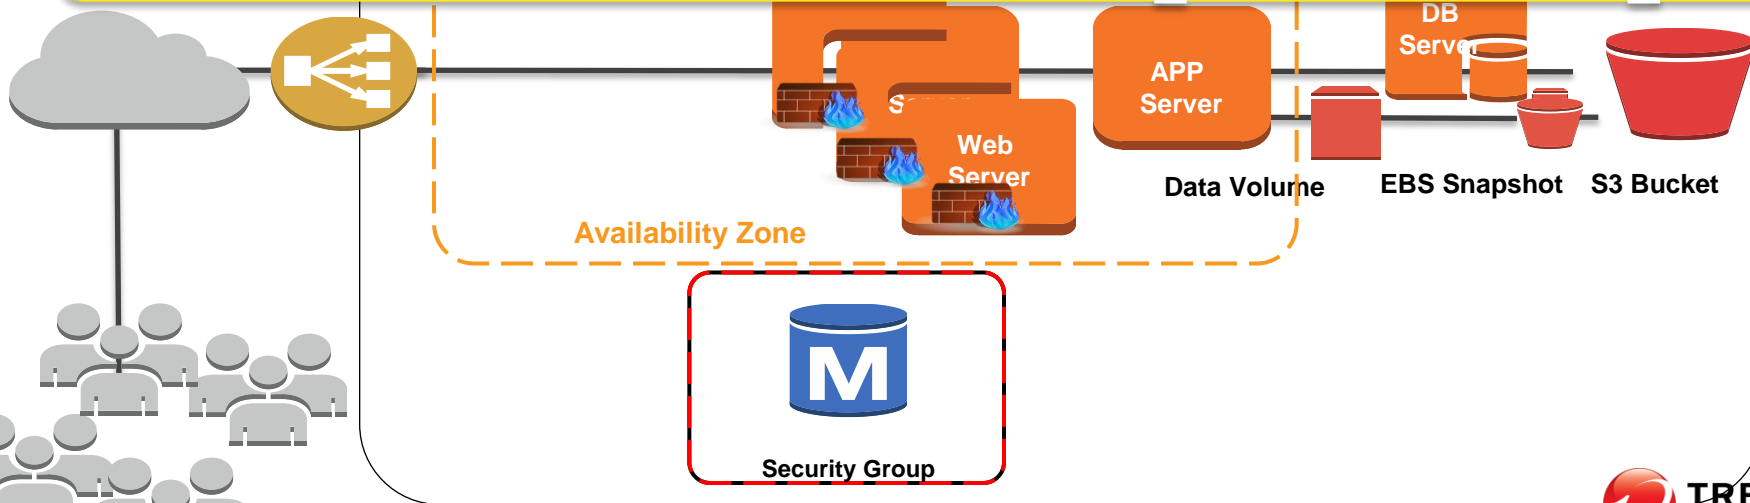 DB
Server
APP
Server
Web
Server
Data Volume
EBS Snapshot
S3 Bucket
Availability Zone
M
Security Group